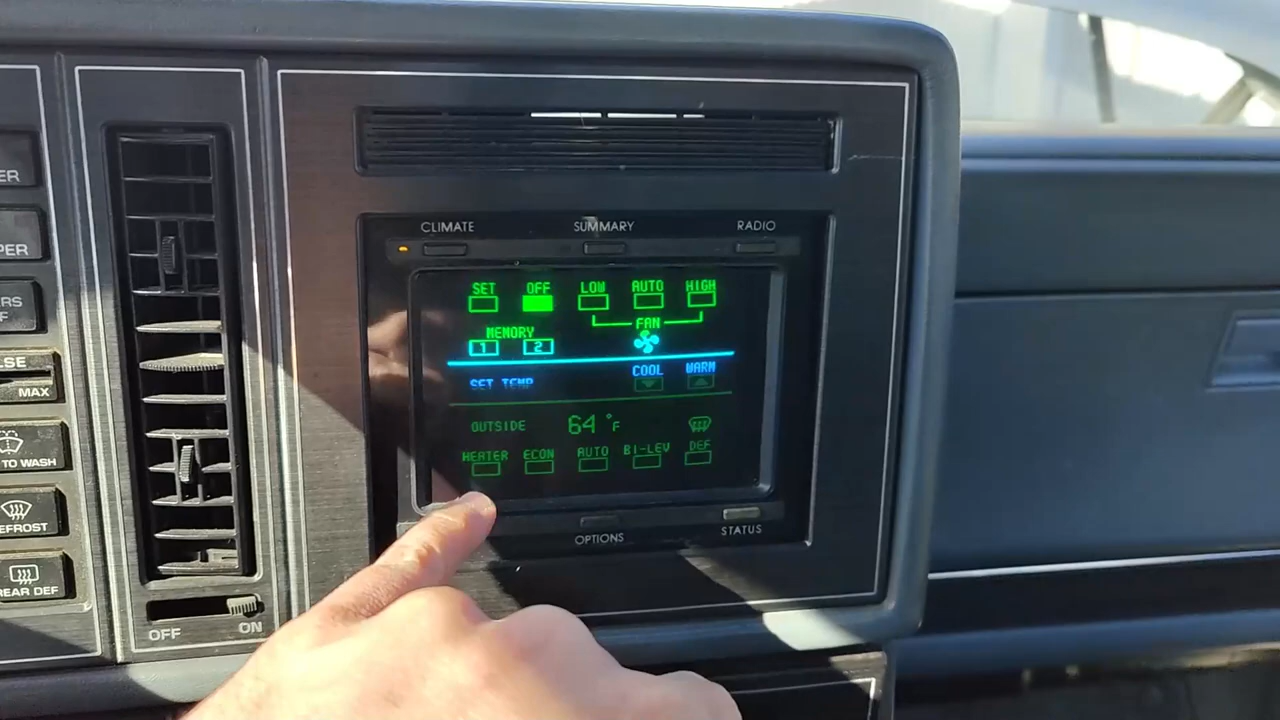 CLIMATE SUMMARY RADIO
SET OFF LOW AUTO HIGH
MEMORY FAN
1 2
SET TEMP COOL WARM
OUTSIDE 64°F
HEATER ECON AUTO BI-LEV DEF
OPTIONS STATUS
MAX
TO WASH
REAR DEF
OFF ON